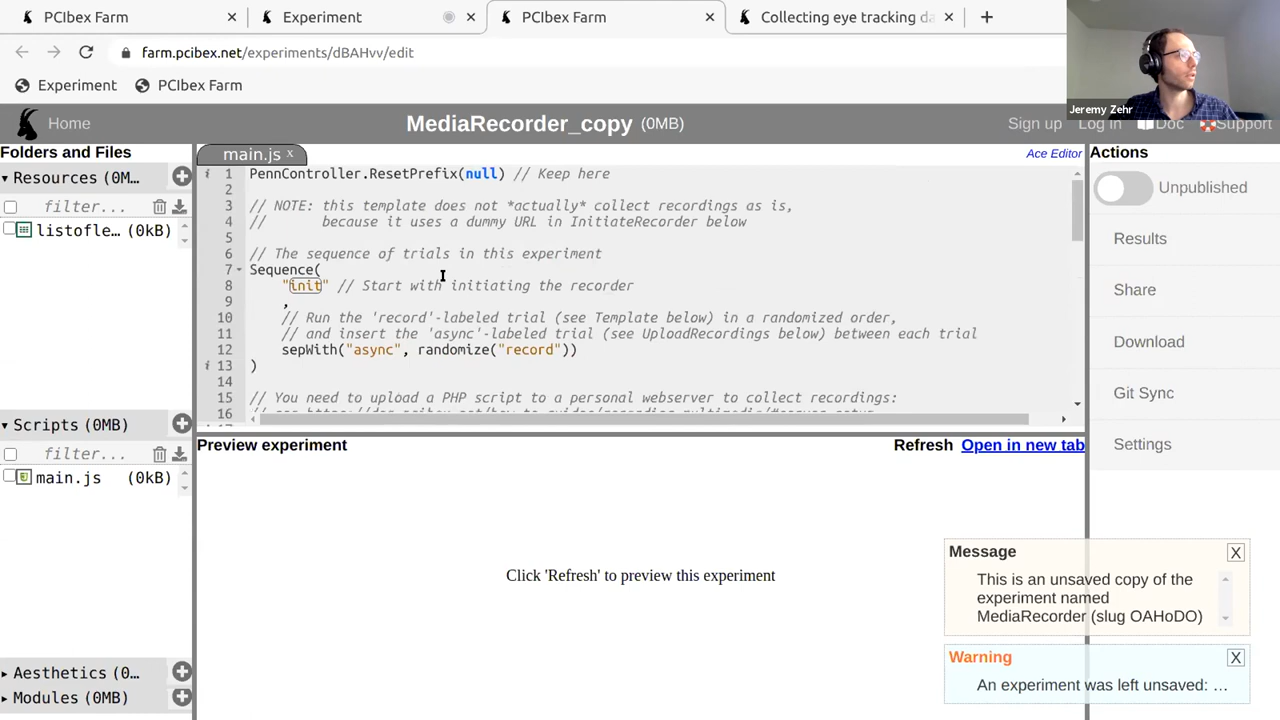 PCIbex Farm
Experiment
PCIbex Farm
Collecting eye tracking da
farm.pcibex.net/experiments/dBAHvv/edit
Experiment
PCIbex Farm
Jeremy Zehr
Home
MediaRecorder_copy (0MB)
Sign up
Log in
Doc
Support
Folders and Files
main.js x
Ace Editor
Actions
Resources (0M…
filter...
listofle… (0kB)
1 PennController.ResetPrefix(null) // Keep here
2
3 // NOTE: this template does not *actually* collect recordings as is,
4 // because it uses a dummy URL in InitiateRecorder below
5
6 // The sequence of trials in this experiment
7 Sequence(
8 "init" // Start with initiating the recorder
9 ,
10 // Run the 'record'-labeled trial (see Template below) in a randomized order,
11 // and insert the 'async'-labeled trial (see UploadRecordings below) between each trial
12 sepWith("async", randomize("record"))
13 )
14
15 // You need to upload a PHP script to a personal webserver to collect recordings:
16
Unpublished
Results
Share
Download
Git Sync
Settings
Scripts (0MB)
filter...
main.js (0kB)
Preview experiment
Refresh
Open in new tab
Click 'Refresh' to preview this experiment
Message
X
This is an unsaved copy of the
experiment named
MediaRecorder (slug OAHoDO)
Warning
X
An experiment was left unsaved: …
Aesthetics (0…
Modules (0MB)